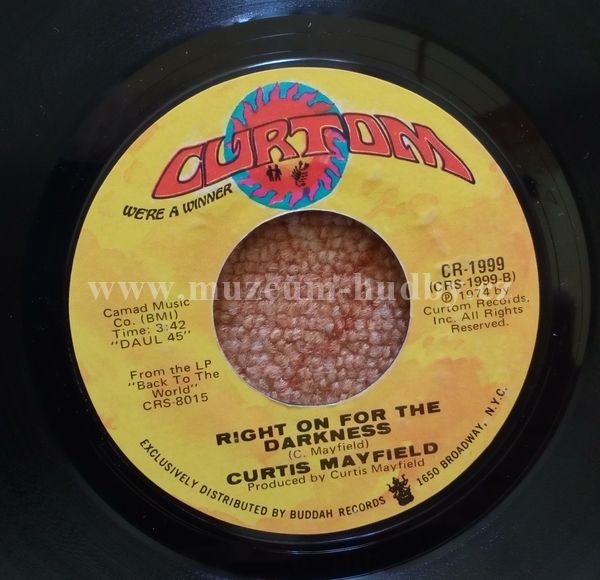 CURTOM
WE'RE A WINNER
CR-1999
(CRS-1999-B)
℗ 1974 by
Curtom Records,
Inc. All Rights
Reserved.
Camad Music
Co. (BMI)
Time: 3:42
"DAUL 45"
From the LP
"Back To The
World"
CRS-8015
www.muzeum-hudby.cz
RIGHT ON FOR THE
DARKNESS
(C. Mayfield)
CURTIS MAYFIELD
Produced by Curtis Mayfield
EXCLUSIVELY DISTRIBUTED BY BUDDAH RECORDS 1650 BROADWAY, N.Y.C.